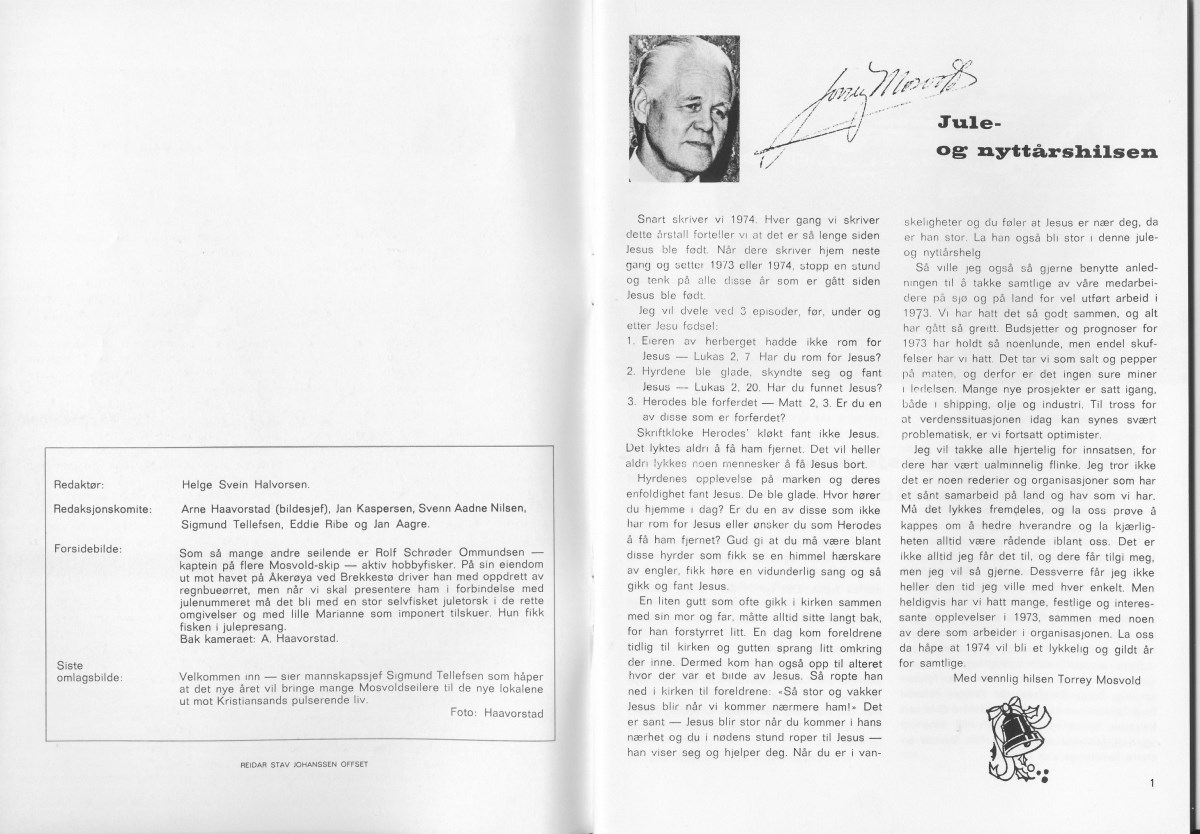 Redaktør: Helge Svein Halvorsen.
Redaksjonskomite: Arne Haavorstad (bildesjef), Jan Kaspersen, Svenn Aadne Nilsen,
Sigmund Tellefsen, Eddie Ribe og Jan Aagre.
Forsidebilde: Som så mange andre seilende er Rolf Schrøder Ommundsen —
kaptein på flere Mosvold-skip — aktiv hobbyfisker. På sin eiendom
ut mot havet på Åkerøya ved Brekkestø driver han med oppdrett av
regnbueørret, men når vi skal presentere ham i forbindelse med
julenummeret må det bli med en stor selvfisket juletorsk i de rette
omgivelser og med lille Marianne som imponert tilskuer. Hun fikk
fisken i julepresang.
Bak kameraet: A. Haavorstad.
Siste
omlagsbilde: Velkommen inn — sier mannskapssjef Sigmund Tellefsen som håper
at det nye året vil bringe mange Mosvoldseilere til de nye lokalene
ut mot Kristiansands pulserende liv.
Foto: Haavorstad
REIDAR STAV JOHANSSEN OFFSET
Torrey Mosvold
Jule-
og nyttårshilsen
Snart skriver vi 1974. Hver gang vi skriver
dette årstall forteller vi at det er så lenge siden
Jesus ble født. Når dere skriver hjem neste
gang og setter 1973 eller 1974, stopp en stund
og tenk på alle disse år som er gått siden
Jesus ble født.
Jeg vil dvele ved 3 episoder, før, under og
etter Jesu fødsel:
1. Eieren av herberget hadde ikke rom for
Jesus — Lukas 2, 7 Har du rom for Jesus?
2. Hyrdene ble glade, skyndte seg og fant
Jesus — Lukas 2, 20. Har du funnet Jesus?
3. Herodes ble forferdet — Matt 2, 3. Er du en
av disse som er forferdet?
Skriftkloke Herodes' kløkt fant ikke Jesus.
Det lyktes aldri å få ham fjernet. Det vil heller
aldri lykkes noen mennesker å få Jesus bort.
Hyrdenes opplevelse på marken og deres
enfoldighet fant Jesus. De ble glade. Hvor hører
du hjemme i dag? Er du en av disse som ikke
har rom for Jesus eller ønsker du som Herodes
å få ham fjernet? Gud gi at du må være blant
disse hyrder som fikk se en himmel hærskare
av engler, fikk høre en vidunderlig sang og så
gikk og fant Jesus.
En liten gutt som ofte gikk i kirken sammen
med sin mor og far, måtte alltid sitte langt bak,
for han forstyrret litt. En dag kom foreldrene
tidlig til kirken og gutten sprang litt omkring
der inne. Dermed kom han også opp til alteret
hvor der var et bilde av Jesus. Så ropte han
ned i kirken til foreldrene: «Så stor og vakker
Jesus blir når vi kommer nærmere ham!» Det
er sant — Jesus blir stor når du kommer i hans
nærhet og du i nødens stund roper til Jesus —
han viser seg og hjelper deg. Når du er i van-
skeligheter og du føler at Jesus er nær deg, da
er han stor. La han også bli stor i denne jule-
og nyttårshelg
Så ville jeg også så gjerne benytte anled-
ningen til å takke samtlige av våre medarbei-
dere på sjø og på land for vel utført arbeid i
1973. Vi har hatt det så godt sammen, og alt
har gått så greitt. Budsjetter og prognoser for
1973 har holdt så noenlunde, men endel skuf-
felser har vi hatt. Det tar vi som salt og pepper
på maten, og derfor er det ingen sure miner
i ledelsen. Mange nye prosjekter er satt igang,
både i shipping, olje og industri. Til tross for
at verdenssituasjonen idag kan synes svært
problematisk, er vi fortsatt optimister.
Jeg vil takke alle hjertelig for innsatsen, for
dere har vært ualminnelig flinke. Jeg tror ikke
det er noen rederier og organisasjoner som har
et sånt samarbeid på land og hav som vi har.
Må det lykkes fremdeles, og la oss prøve å
kappes om å hedre hverandre og la kjærlig-
heten alltid være rådende iblant oss. Det er
ikke alltid jeg får det til, og dere får tilgi meg,
men jeg vil så gjerne. Dessverre får jeg ikke
heller den tid jeg ville med hver enkelt. Men
heldigvis har vi hatt mange, festlige og interes-
sante opplevelser i 1973, sammen med noen
av dere som arbeider i organisasjonen. La oss
da håpe at 1974 vil bli et lykkelig og gildt år
for samtlige.
Med vennlig hilsen Torrey Mosvold
1